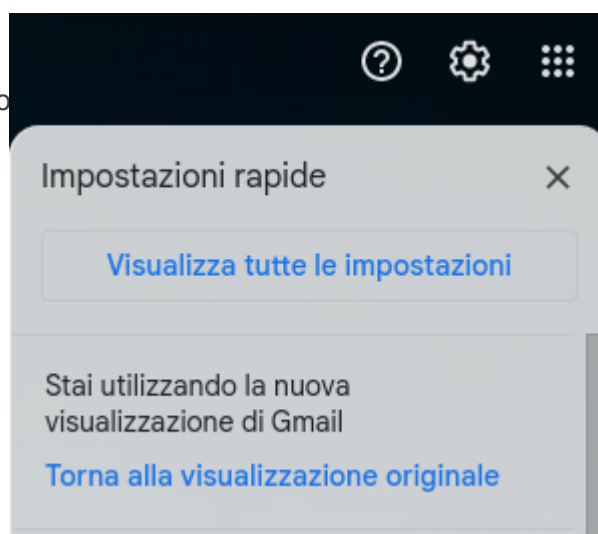 Impostazioni rapide
Visualizza tutte le impostazioni
Stai utilizzando la nuova
visualizzazione di Gmail
Torna alla visualizzazione originale